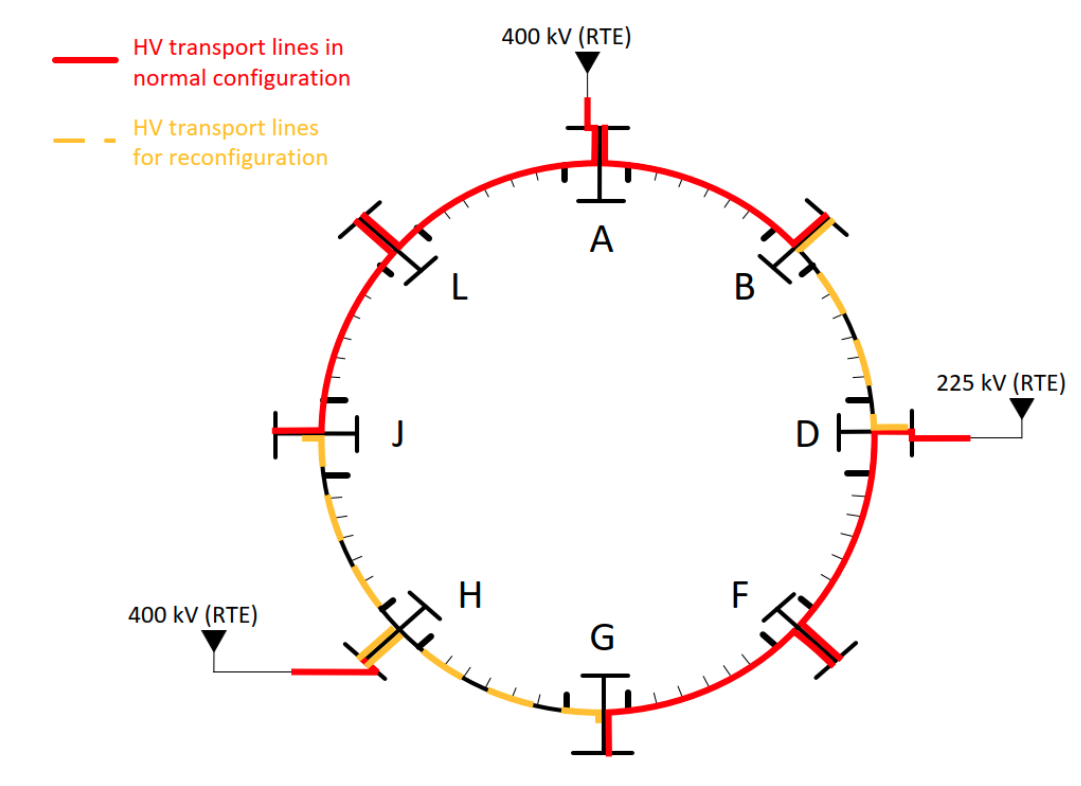 400 kV (RTE)
HV transport lines in
normal configuration
HV transport lines
for reconfiguration
A
B
L
225 kV (RTE)
J
D
H
F
400 kV (RTE)
G